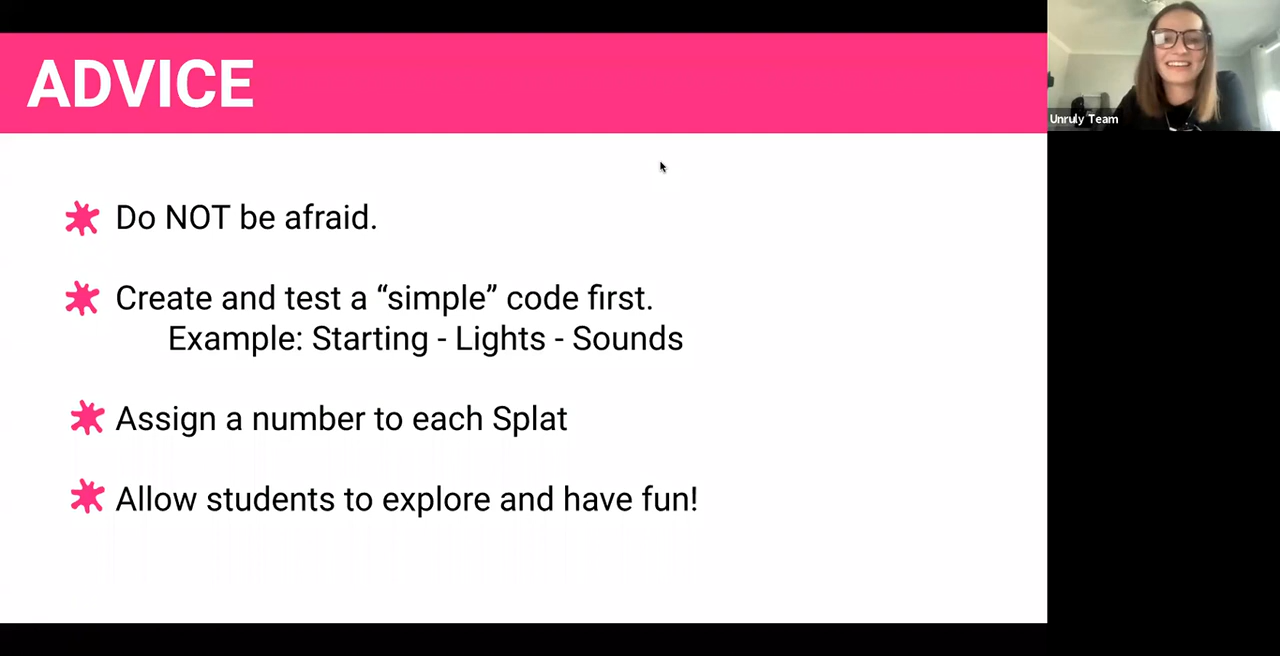 ADVICE
Unruly Team
Do NOT be afraid.
Create and test a “simple” code first.
Example: Starting - Lights - Sounds
Assign a number to each Splat
Allow students to explore and have fun!